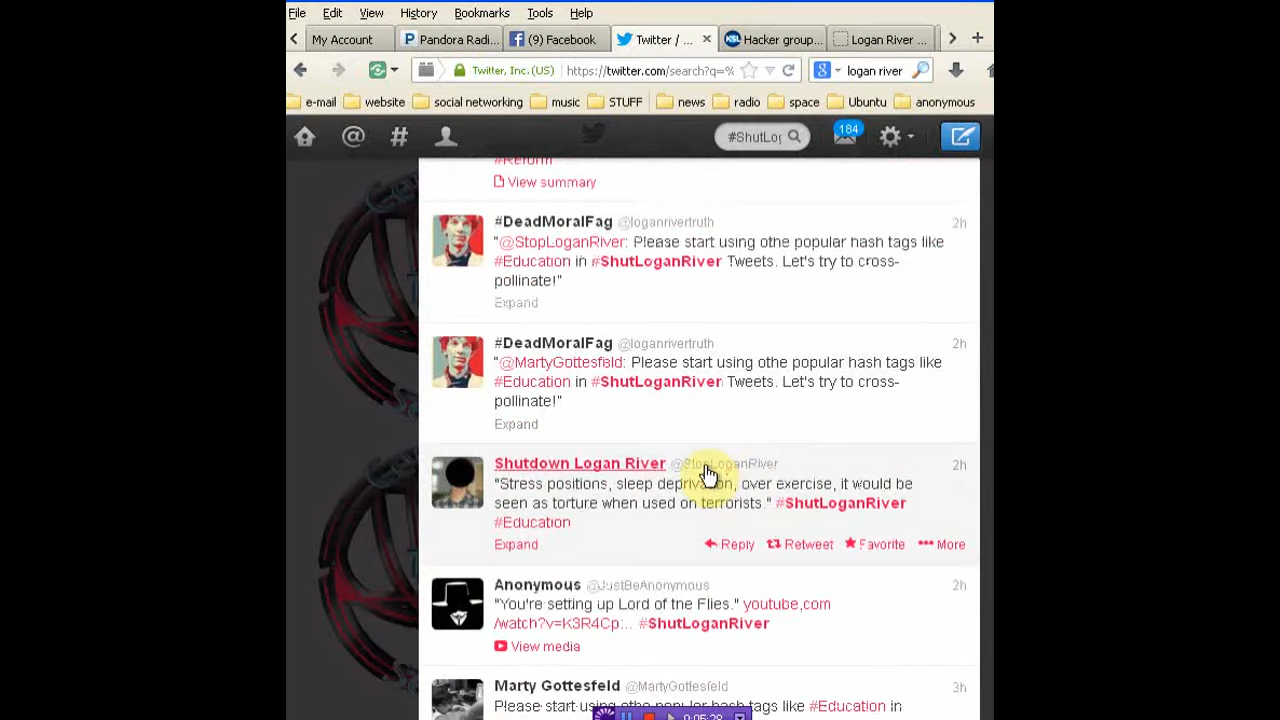 File Edit View History Bookmarks Tools Help
My Account Pandora Radi... (9) Facebook Twitter / ... Hacker group... Logan River ...
Twitter, Inc. (US) https://twitter.com/search?q=% logan river
e-mail website social networking music STUFF news radio space Ubuntu anonymous
@ # #ShutLog 184
#Reform
View summary
#DeadMoralFag @loganrivertruth 2h
"@StopLoganRiver: Please start using othe popular hash tags like
#Education in #ShutLoganRiver Tweets. Let's try to cross-
pollinate!"
Expand
#DeadMoralFag @loganrivertruth 2h
"@MartyGottesfeld: Please start using othe popular hash tags like
#Education in #ShutLoganRiver Tweets. Let's try to cross-
pollinate!"
Expand
Shutdown Logan River @StopLoganRiver 2h
"Stress positions, sleep deprivation, over exercise, it would be
seen as torture when used on terrorists." #ShutLoganRiver
#Education
Expand Reply Retweet Favorite More
Anonymous @JustBeAnonymous 2h
"You're setting up Lord of the Flies." youtube.com
/watch?v=k3R4Cp... #ShutLoganRiver
View media
Marty Gottesfeld @MartyGottesfeld 3h
Please start using othe popular hash tags like #Education in
0:05:28